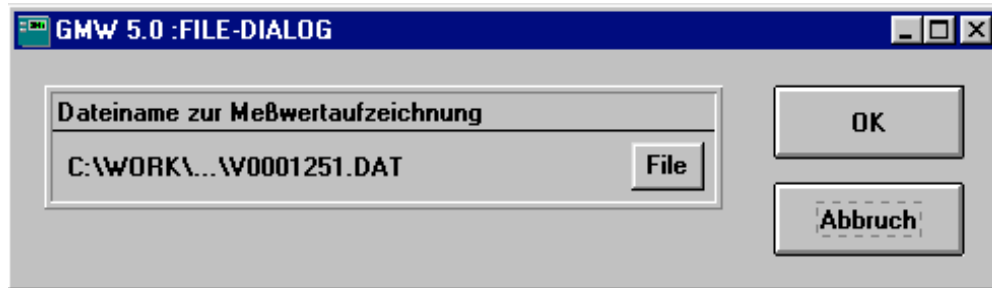 GMW 5.0 :FILE-DIALOG
Dateiname zur Meßwertaufzeichnung
C:\WORK\...\V0001251.DAT
File
OK
Abbruch